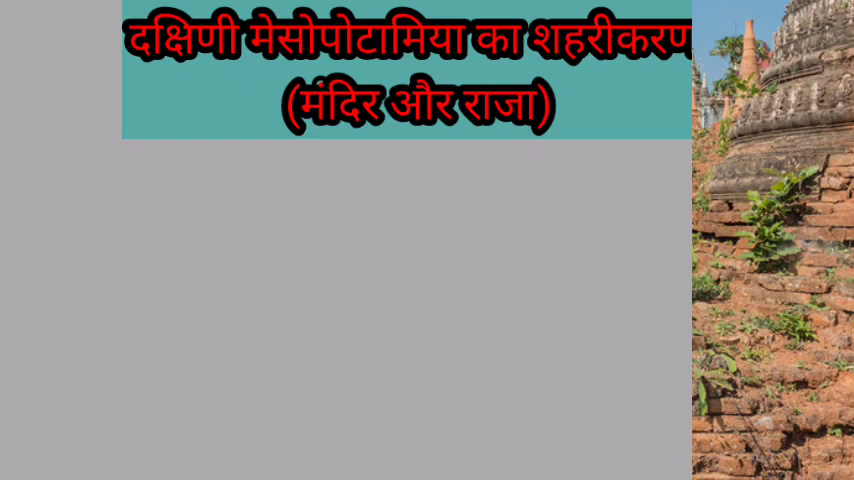 दक्षिणी मेसोपोटामिया का शहरीकरण
(मंदिर और राजा)